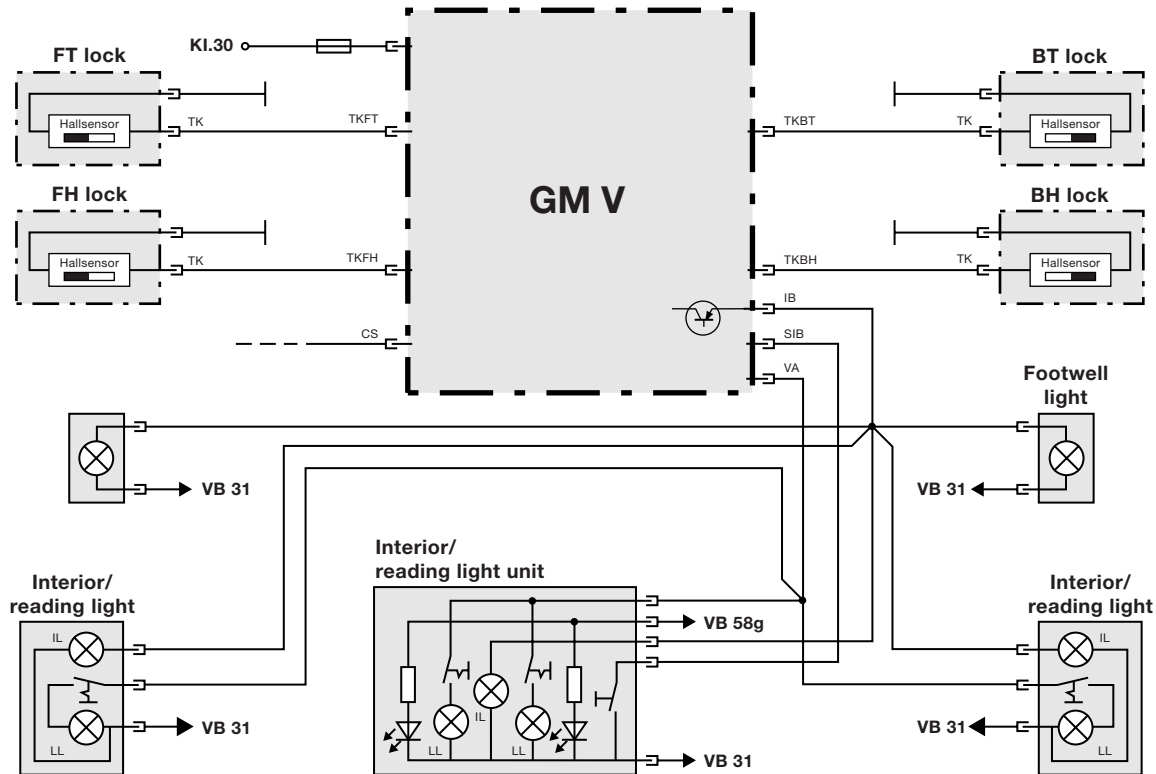 KI.30
FT lock
BT lock
Hallsensor
TK
TKFT
TKBT
TK
Hallsensor
FH lock
GM V
BH lock
Hallsensor
TK
TKFH
TKBH
TK
Hallsensor
IB
CS
SIB
VA
Footwell
light
VB 31
VB 31
Interior/
reading light unit
Interior/
reading light
Interior/
reading light
VB 58g
IL
IL
IL
VB 31
VB 31
LL
LL
LL
LL
VB 31